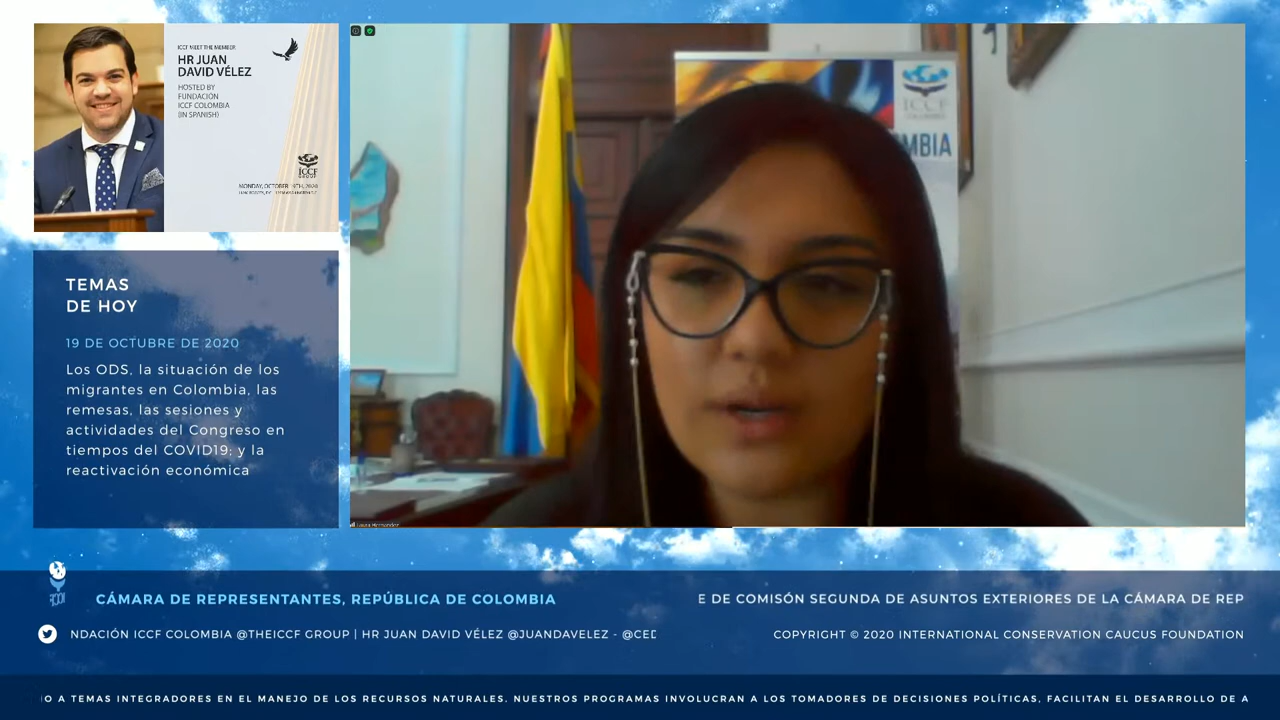 ICCF MEET THE MEMBER
HR JUAN
DAVID VÉLEZ
HOSTED BY
FUNDACIÓN
ICCF COLOMBIA
(IN SPANISH)
ICCF
GROUP
MONDAY, OCTOBER 19TH, 2020
TEMAS
DE HOY
19 DE OCTUBRE DE 2020
Los ODS, la situación de los
migrantes en Colombia, las
remesas, las sesiones y
actividades del Congreso en
tiempos del COVID19; y la
reactivación económica
ICCF
COLOMBIA
MBIA
Laura Hernandez
CÁMARA DE REPRESENTANTES, REPÚBLICA DE COLOMBIA
E DE COMISÓN SEGUNDA DE ASUNTOS EXTERIORES DE LA CÁMARA DE REP
NDACIÓN ICCF COLOMBIA @THEICCF GROUP | HR JUAN DAVID VÉLEZ @JUANDAVELEZ - @CED
COPYRIGHT © 2020 INTERNATIONAL CONSERVATION CAUCUS FOUNDATION
IO A TEMAS INTEGRADORES EN EL MANEJO DE LOS RECURSOS NATURALES. NUESTROS PROGRAMAS INVOLUCRAN A LOS TOMADORES DE DECISIONES POLÍTICAS, FACILITAN EL DESARROLLO DE A